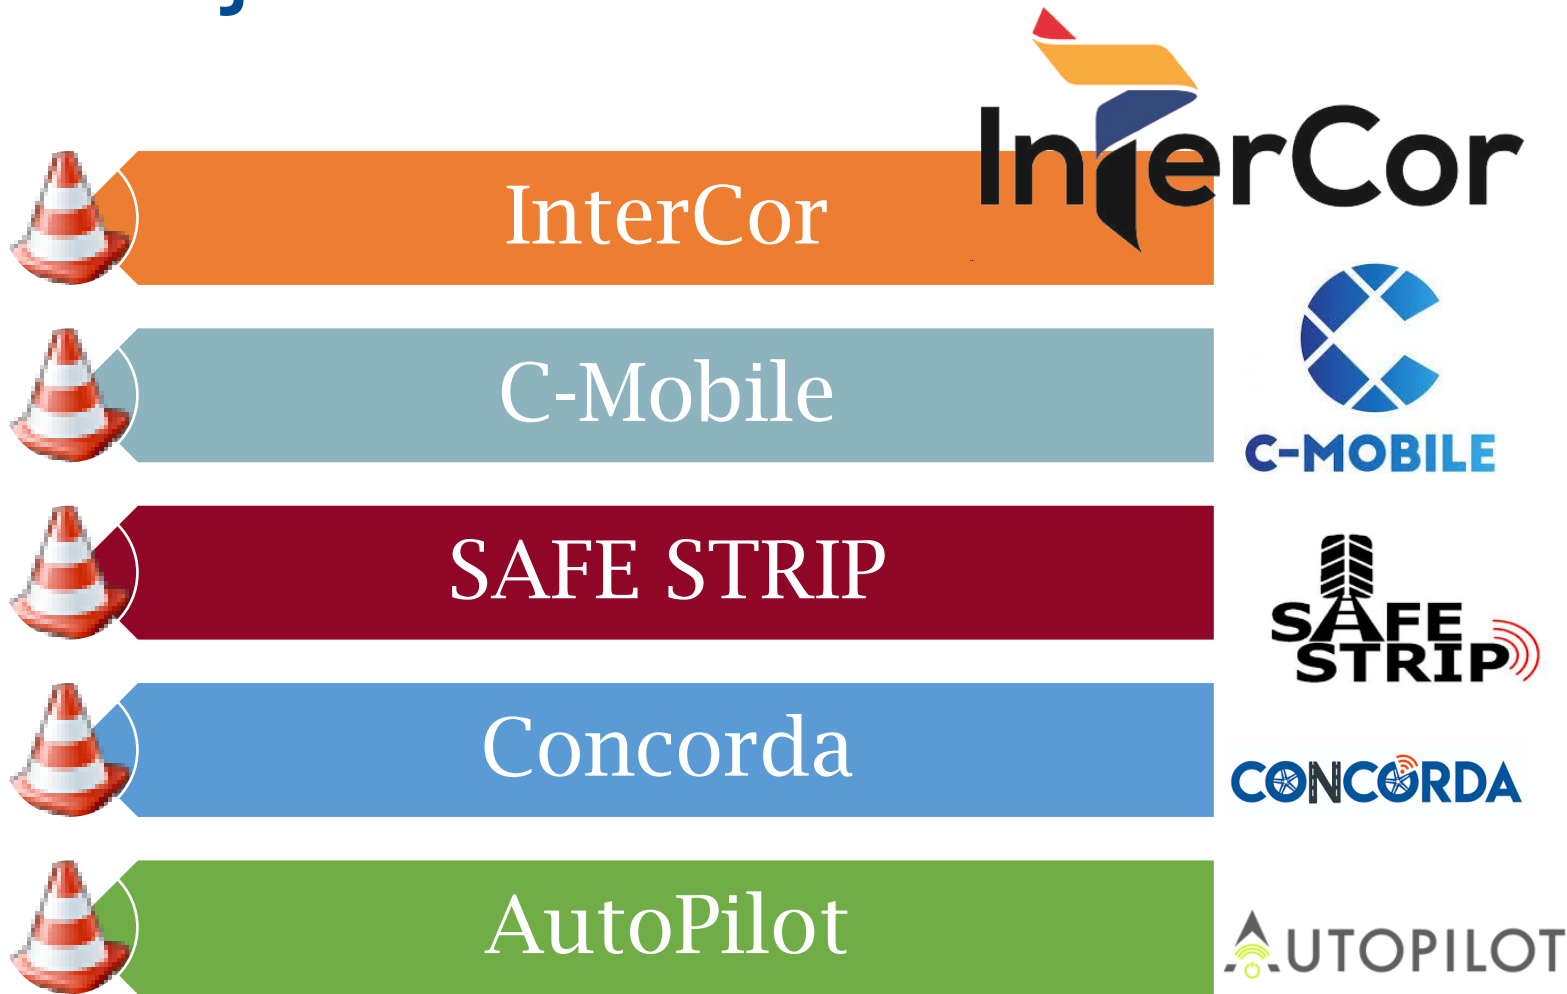 InterCor
InterCor
C-Mobile
C-MOBILE
SAFE STRIP
SAFE
STRIP
Concorda
CONCORDA
AutoPilot
AUTOPILOT